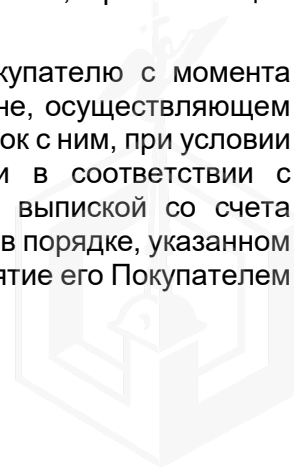 купателю с момента
не, осуществляющем
ок с ним, при условии
и в соответствии с
выпиской со счета
в порядке, указанном
ятие его Покупателем